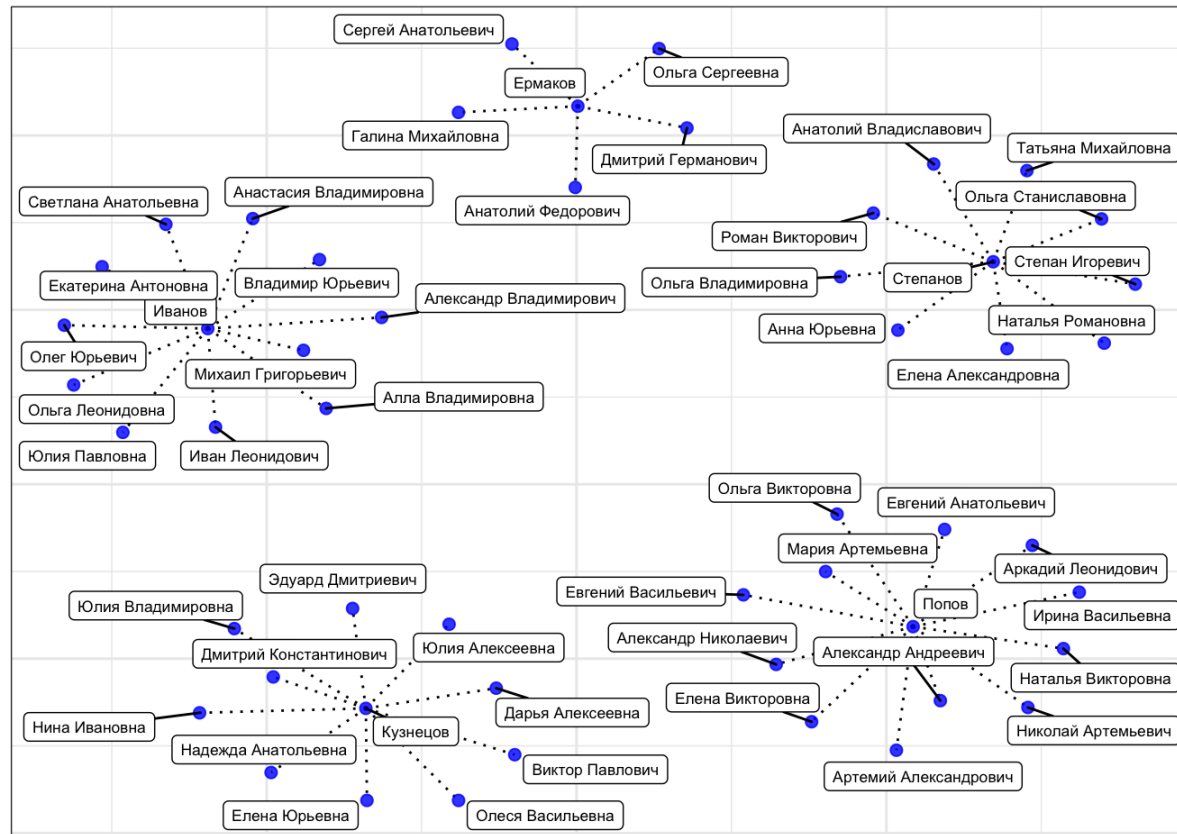 Сергей Анатольевич
Ольга Сергеевна
Ермаков
Галина Михайловна
Дмитрий Германович
Анатолий Федорович
Анатолий Владиславович
Татьяна Михайловна
Ольга Станиславовна
Роман Викторович
Степан Игоревич
Степанов
Ольга Владимировна
Наталья Романовна
Анна Юрьевна
Елена Александровна
Анастасия Владимировна
Светлана Анатольевна
Екатерина Антоновна
Владимир Юрьевич
Иванов
Александр Владимирович
Олег Юрьевич
Михаил Григорьевич
Алла Владимировна
Ольга Леонидовна
Юлия Павловна
Иван Леонидович
Ольга Викторовна
Евгений Анатольевич
Мария Артемьевна
Аркадий Леонидович
Евгений Васильевич
Попов
Ирина Васильевна
Александр Николаевич
Александр Андреевич
Наталья Викторовна
Елена Викторовна
Николай Артемьевич
Артемий Александрович
Эдуард Дмитриевич
Юлия Владимировна
Юлия Алексеевна
Дмитрий Константинович
Дарья Алексеевна
Нина Ивановна
Кузнецов
Надежда Анатольевна
Виктор Павлович
Елена Юрьевна
Олеся Васильевна